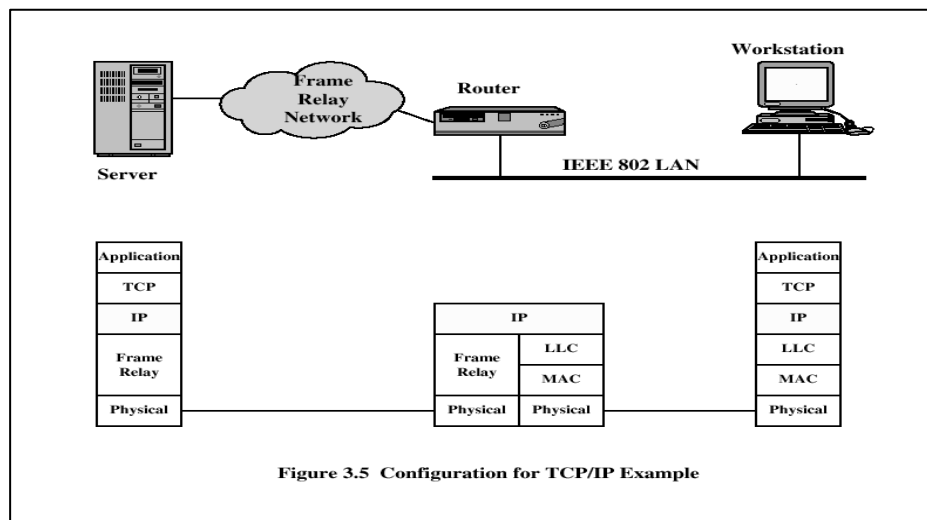 Workstation
Frame
Relay
Network
Router
Server
IEEE 802 LAN
Application
TCP
IP
Frame
Relay
Physical
IP
Frame
Relay
LLC
MAC
Physical
Physical
Application
TCP
IP
LLC
MAC
Physical
Figure 3.5 Configuration for TCP/IP Example